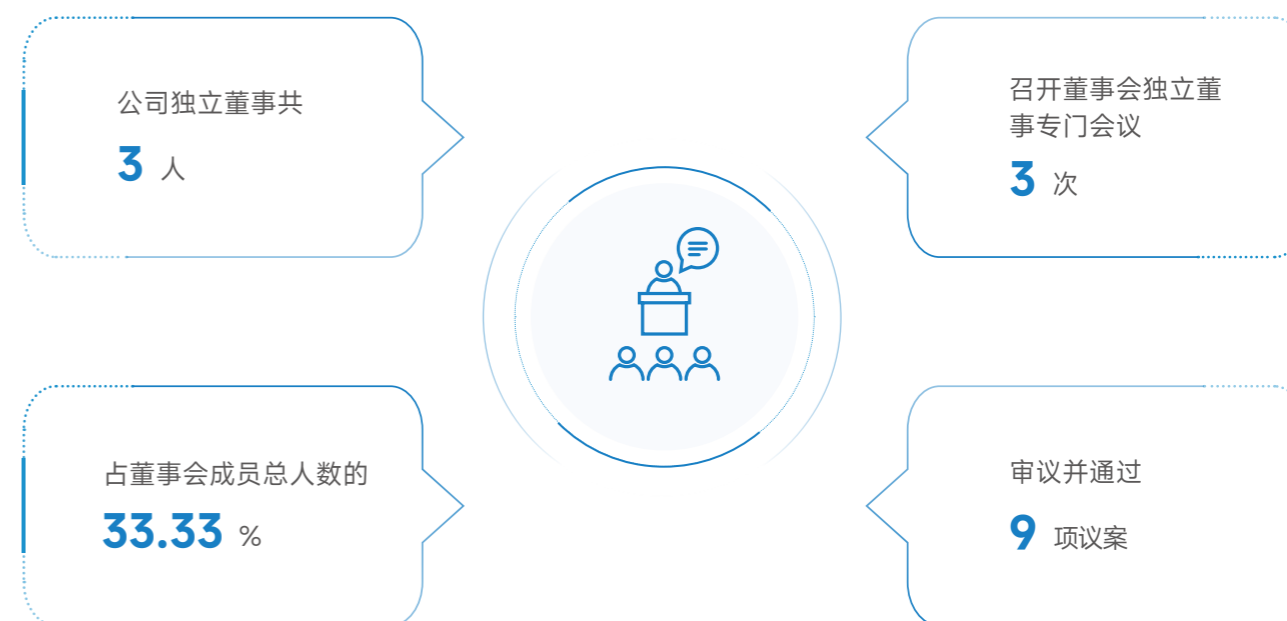 公司独立董事共
3 人
占董事会成员总人数的
33.33 %
召开董事会独立董
事专门会议
3 次
审议并通过
9 项议案